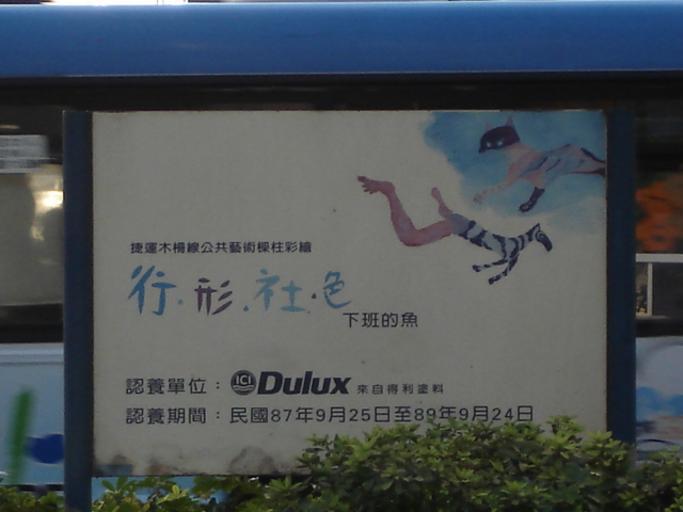 捷運木柵線公共藝術樑柱彩繪
行.形.社.色
下班的魚
認養單位：ICI Dulux 來自得利塗料
認養期間：民國87年9月25日至89年9月24日